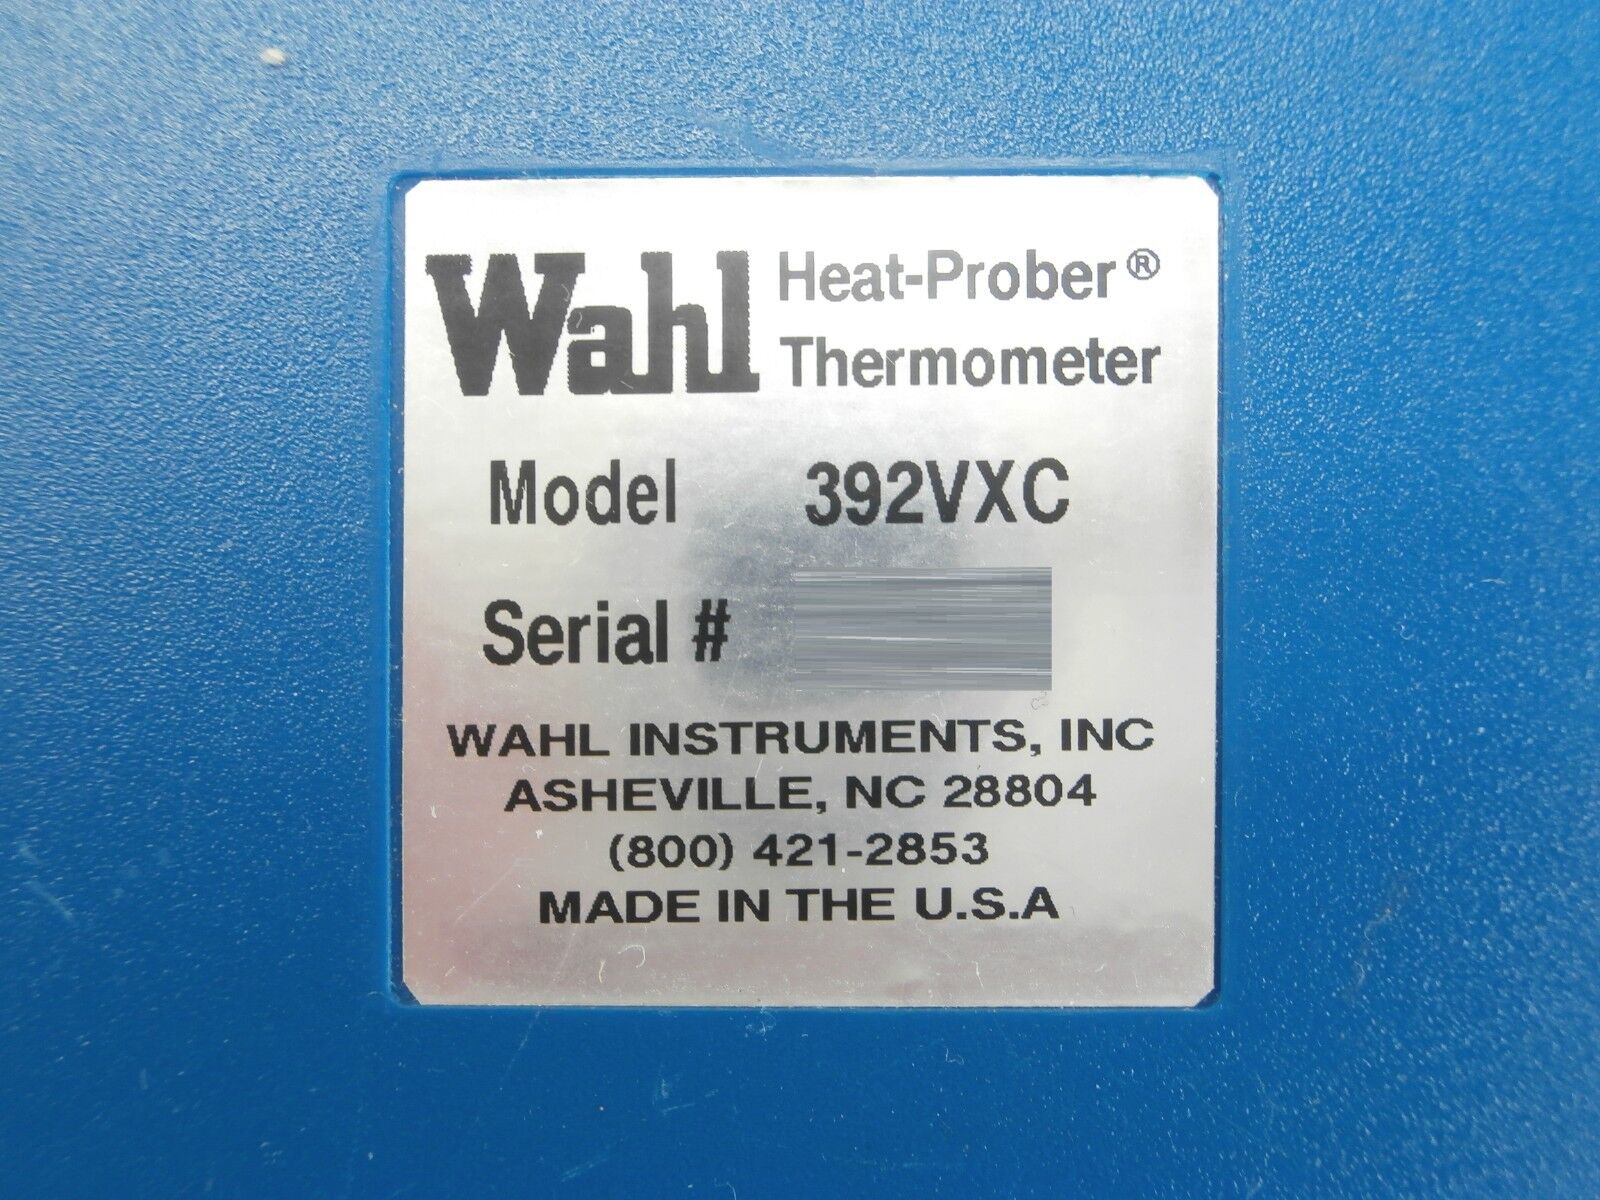 Wahl Heat-Prober®
Thermometer
Model 392VXC
Serial #
WAHL INSTRUMENTS, INC
ASHEVILLE, NC 28804
(800) 421-2853
MADE IN THE U.S.A